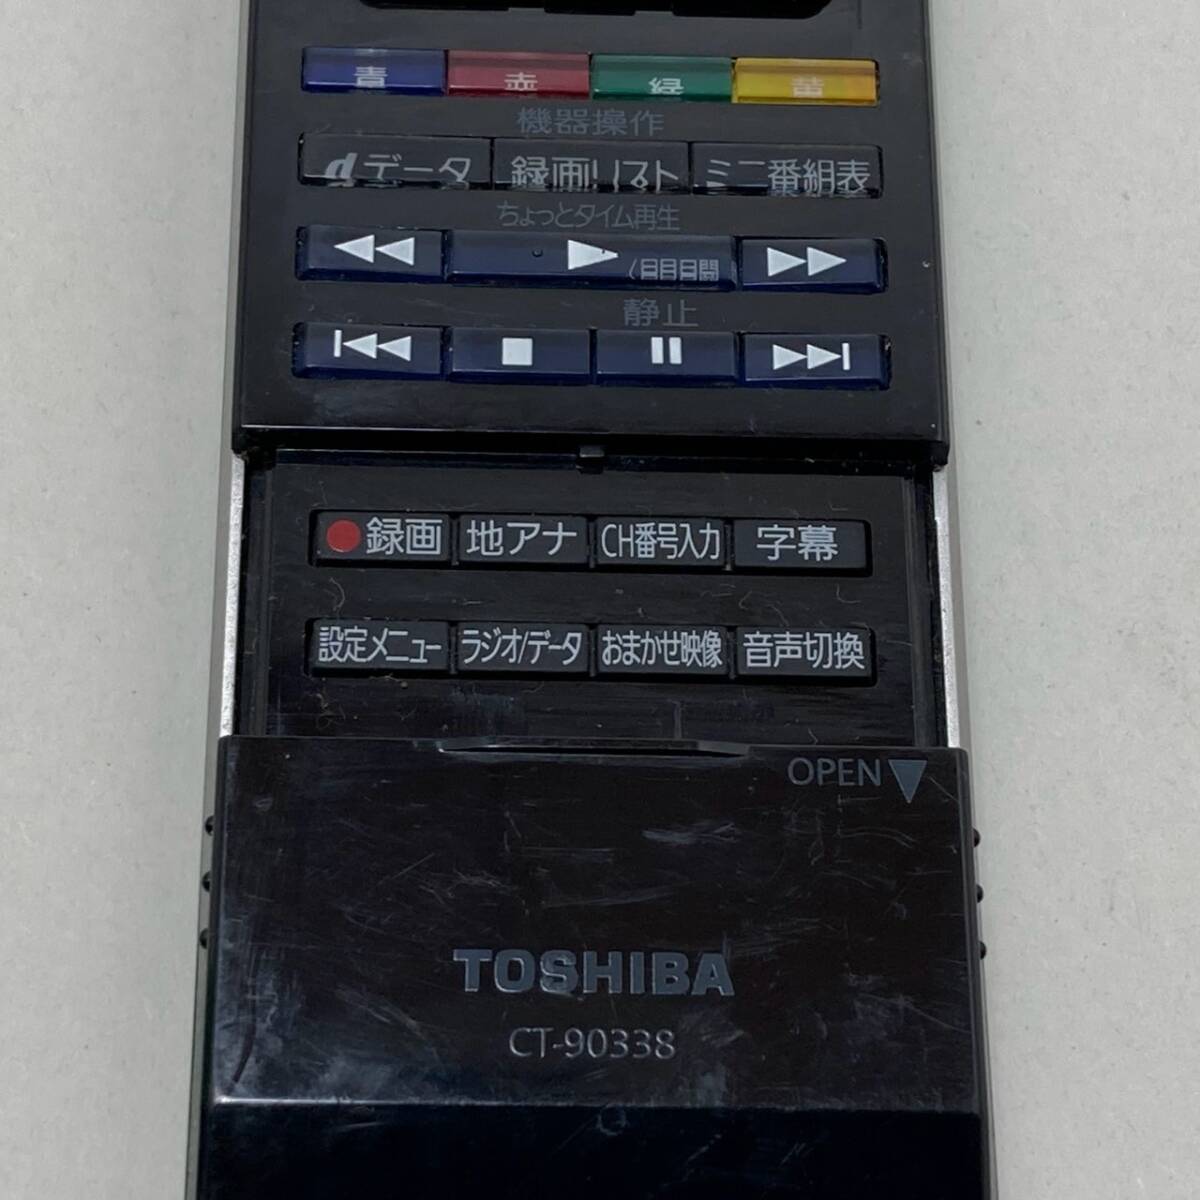 青 赤 緑 黄
機器操作
dデータ 録画リスト ミニ番組表
ちょっとタイム再生
静止
録画 地アナ CH番号入力 字幕
設定メニュー ラジオ/データ おまかせ映像 音声切換
OPEN
TOSHIBA
CT-90338